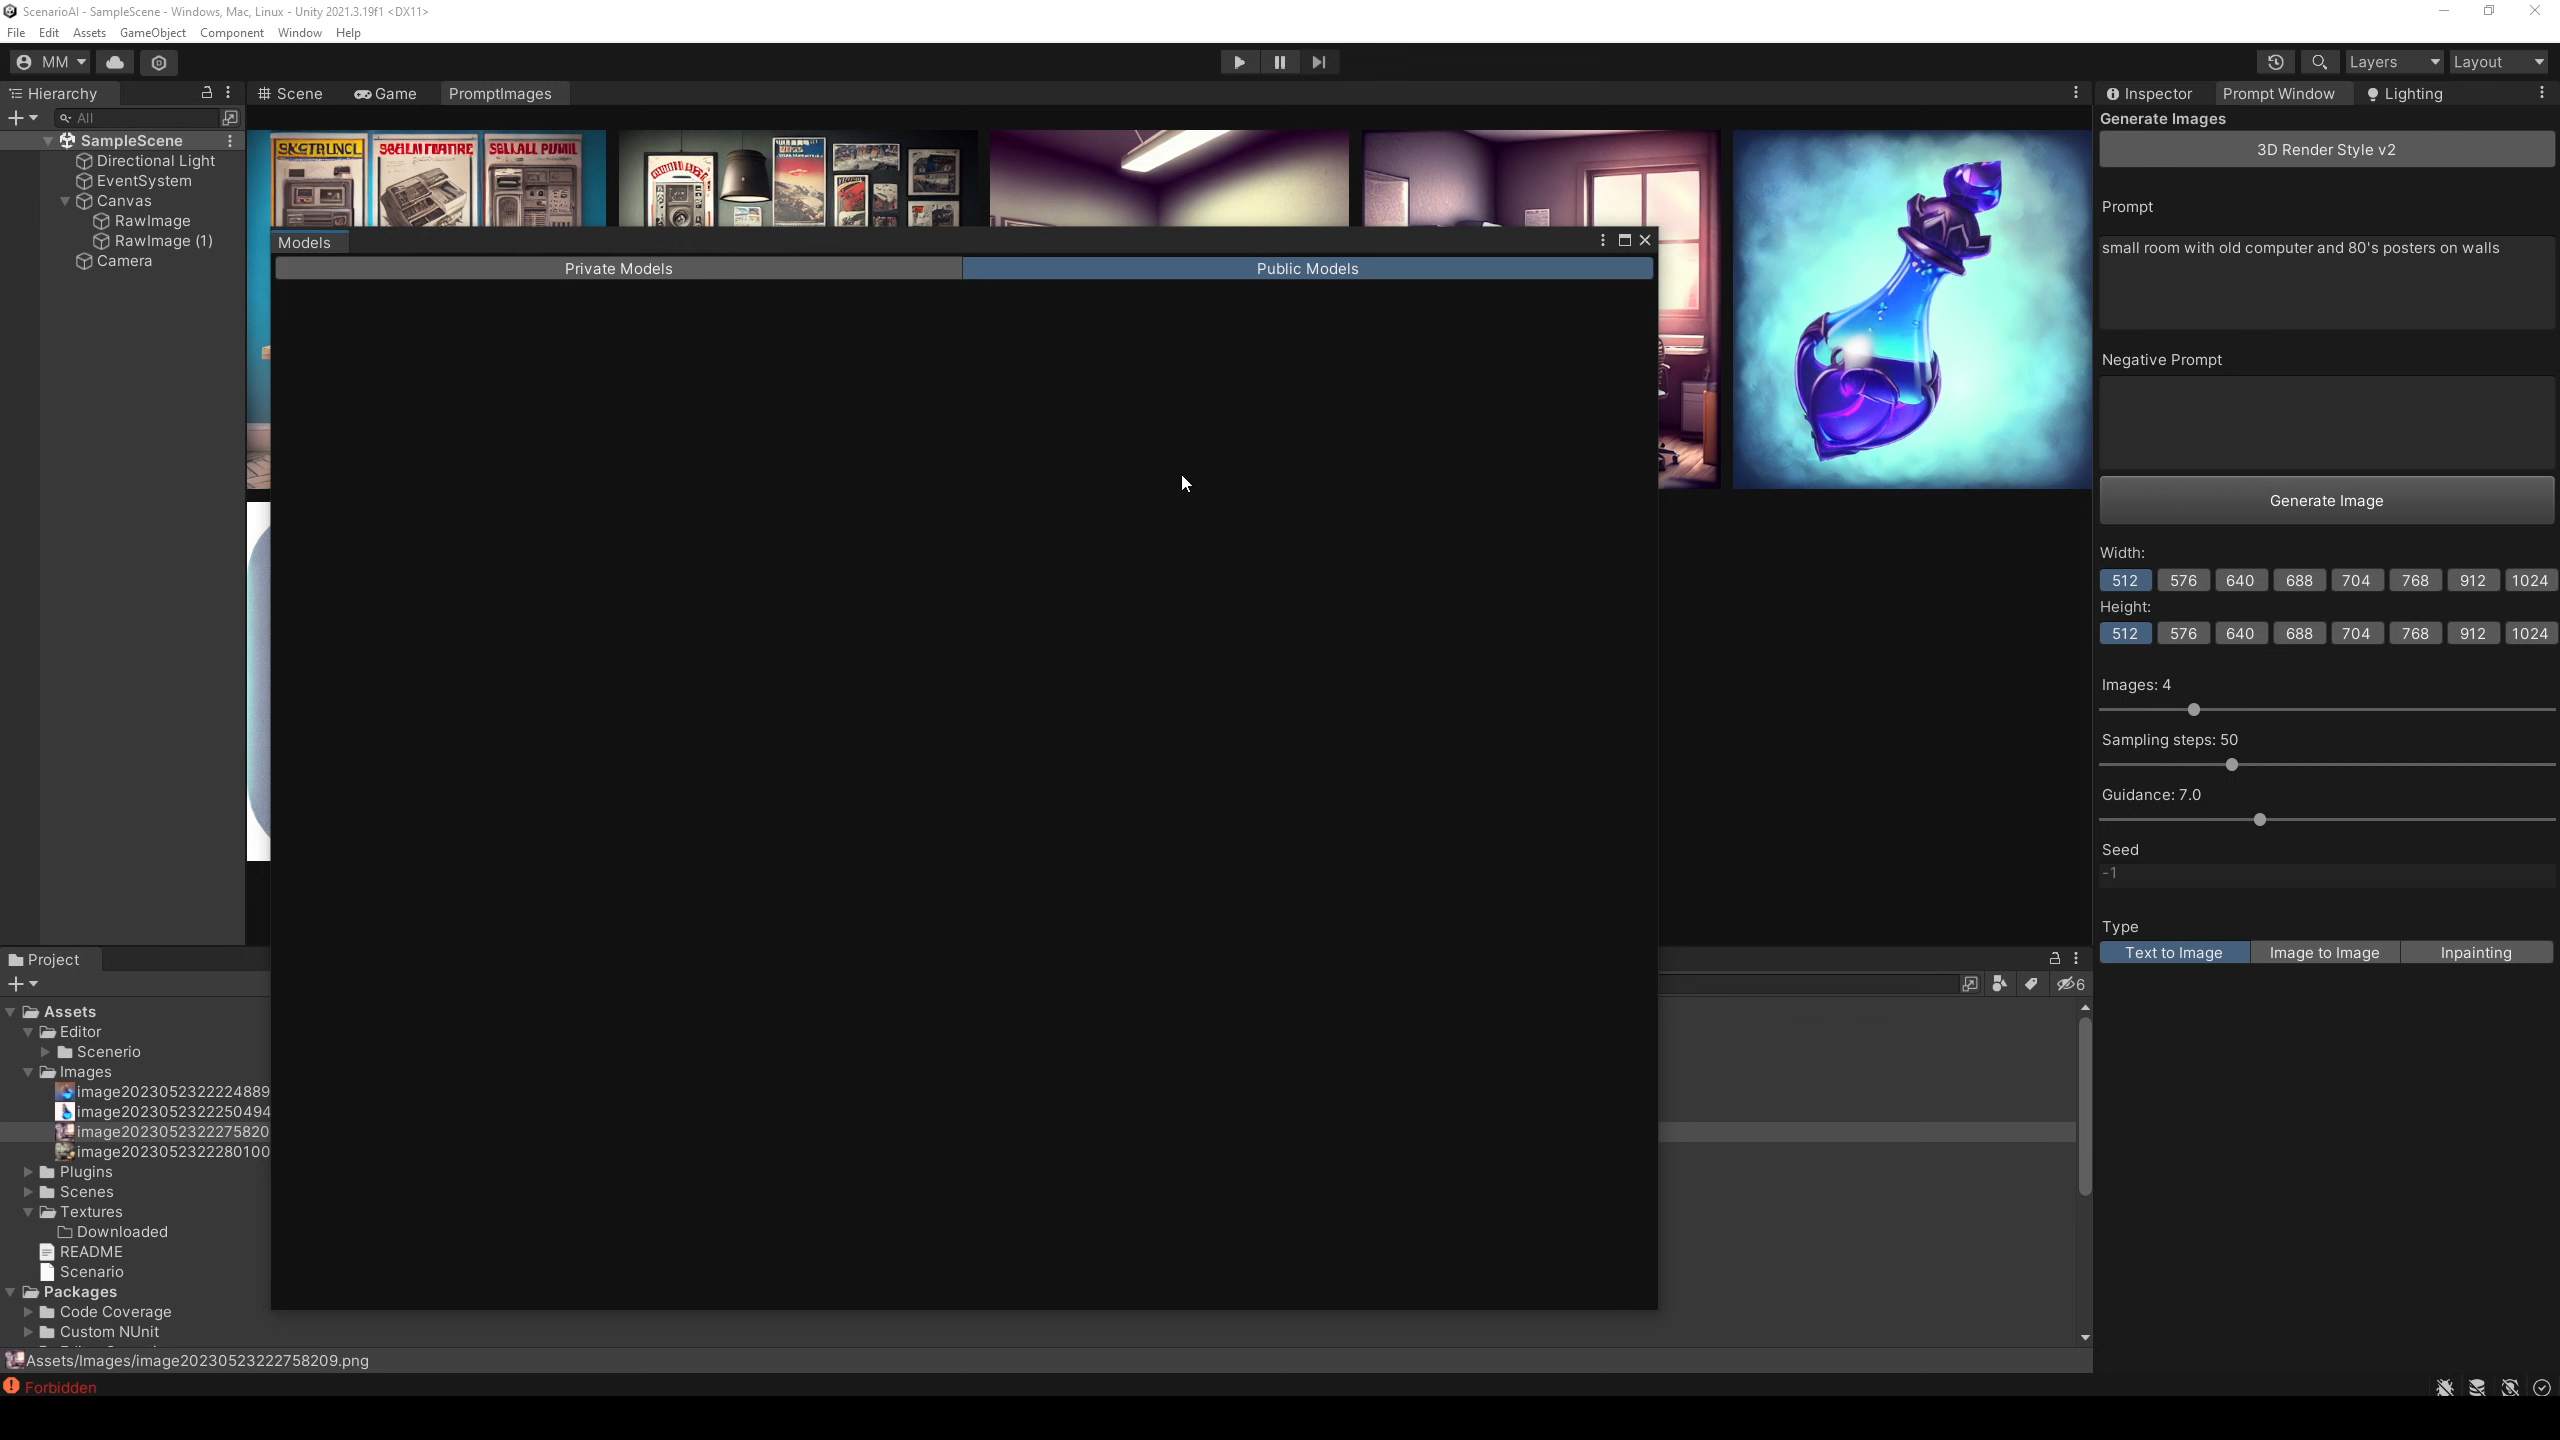 ScenarioAI - SampleScene - Windows, Mac, Linux - Unity 2021.3.19f1 <DX11>
File Edit Assets GameObject Component Window Help
MM
Layers
Layout
Hierarchy
Scene
Game
PromptImages
Inspector
Prompt Window
Lighting
All
SampleScene
Directional Light
EventSystem
Canvas
RawImage
RawImage (1)
Camera
Models
Private Models
Public Models
Generate Images
3D Render Style v2
Prompt
small room with old computer and 80's posters on walls
Negative Prompt
Generate Image
Width:
512 576 640 688 704 768 912 1024
Height:
512 576 640 688 704 768 912 1024
Images: 4
Sampling steps: 50
Guidance: 7.0
Seed
-1
Type
Text to Image
Image to Image
Inpainting
Project
6
Assets
Editor
Scenerio
Images
image2023052322224889
image2023052322250494
image2023052322275820
image2023052322280100
Plugins
Scenes
Textures
Downloaded
README
Scenario
Packages
Code Coverage
Custom NUnit
Assets/Images/image20230523222758209.png
Forbidden